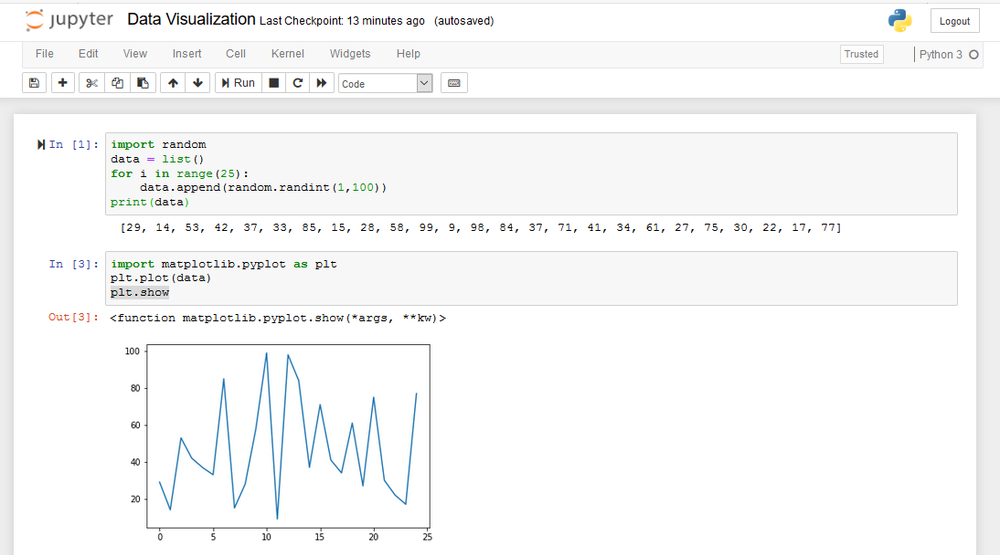 jupyter Data Visualization Last Checkpoint: 13 minutes ago (autosaved) Logout
File Edit View Insert Cell Kernel Widgets Help Trusted Python 3
Run Code
In [1]: import random
data = list()
for i in range(25):
    data.append(random.randint(1,100))
print(data)
[29, 14, 53, 42, 37, 33, 85, 15, 28, 58, 99, 9, 98, 84, 37, 71, 41, 34, 61, 27, 75, 30, 22, 17, 77]
In [3]: import matplotlib.pyplot as plt
plt.plot(data)
plt.show
Out[3]: <function matplotlib.pyplot.show(*args, **kw)>
100
80
60
40
20
0 5 10 15 20 25